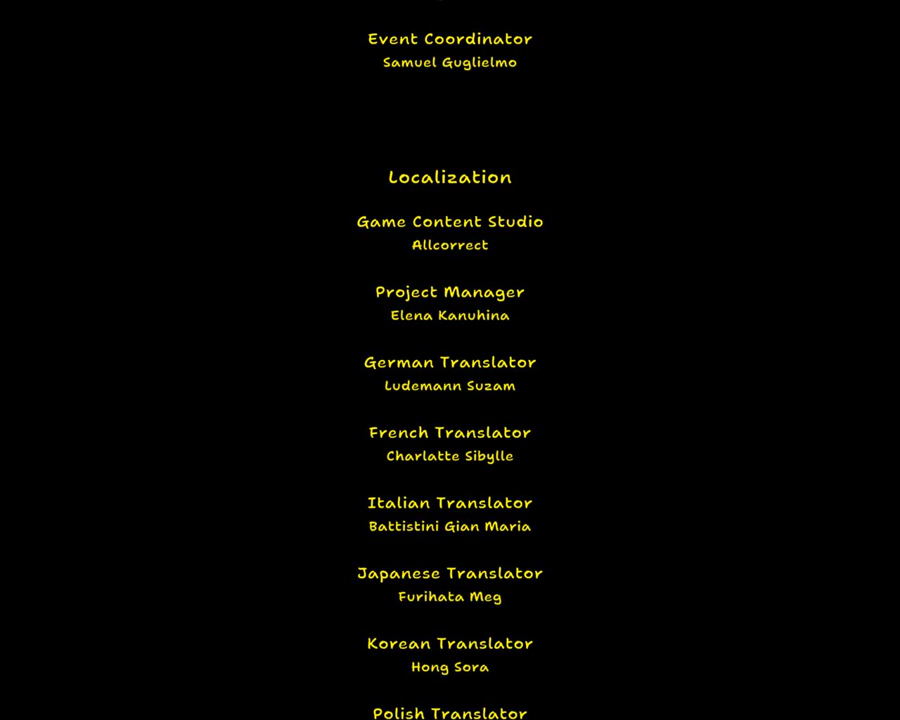 Event Coordinator
Samuel Guglielmo
Localization
Game Content Studio
Allcorrect
Project Manager
Elena Kanuhina
German Translator
Ludemann Suzam
French Translator
Charlatte Sibylle
Italian Translator
Battistini Gian Maria
Japanese Translator
Furihata Meg
Korean Translator
Hong Sora
Polish Translator